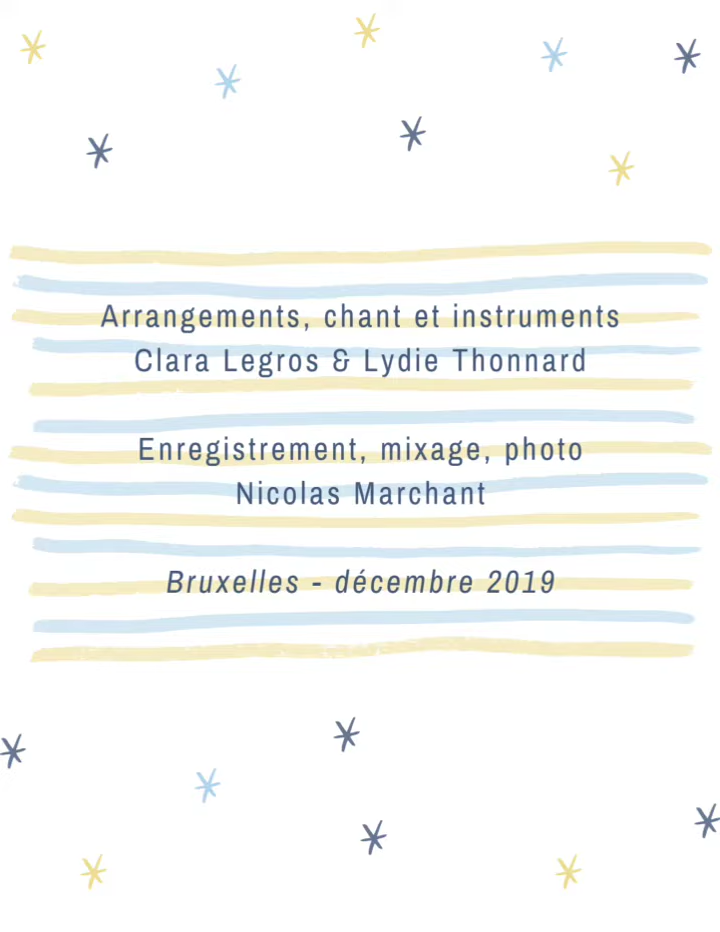 Arrangements, chant et instruments
Clara Legros & Lydie Thonnard
Enregistrement, mixage, photo
Nicolas Marchant
Bruxelles - décembre 2019